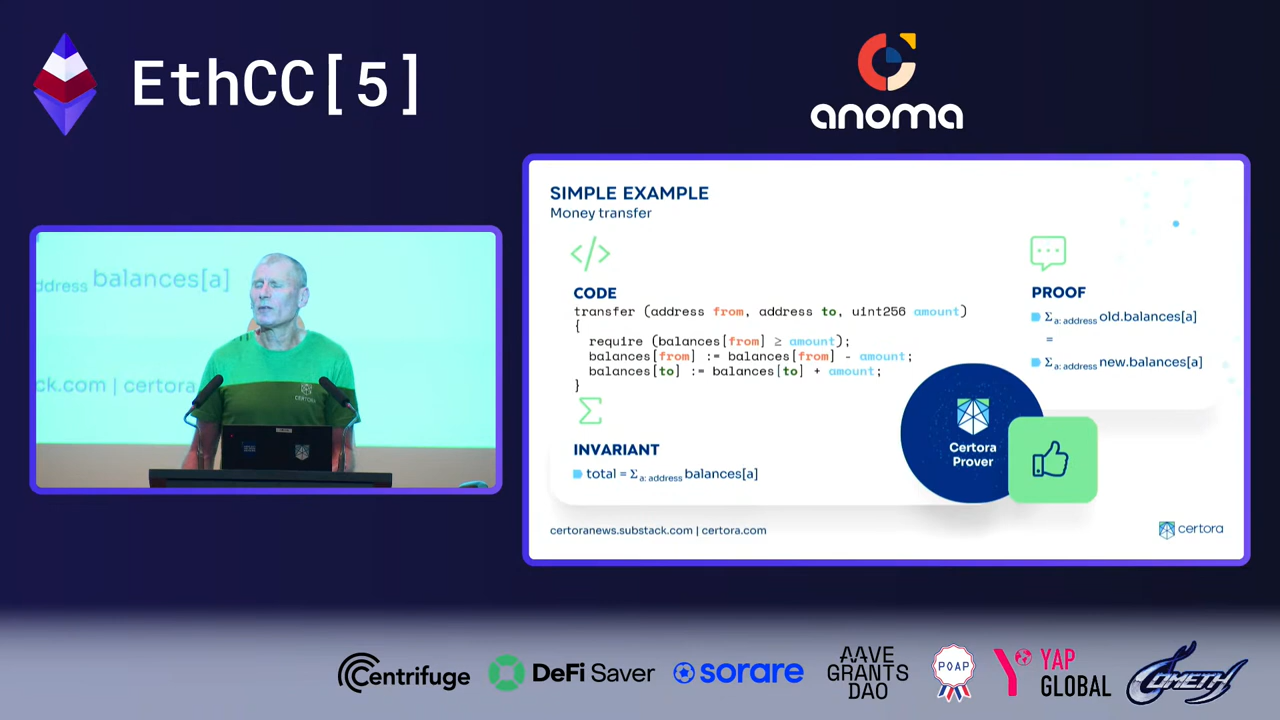 EthCC[5]
anoma
SIMPLE EXAMPLE
Money transfer
</>
CODE
transfer (address from, address to, uint256 amount)
{
require (balances[from] ≥ amount);
balances[from] := balances[from] - amount;
balances[to] := balances[to] + amount;
}
Σ
INVARIANT
total = Σa: address balances[a]
PROOF
Σa: address old.balances[a]
=
Σa: address new.balances[a]
Certora
Prover
certoranews.substack.com | certora.com
certora
ddress balances[a]
ck.com | certora
CERTORA
Centrifuge
DeFi Saver
sorare
AAVE
GRANTS
DAO
POAP
YAP
GLOBAL
COMETH